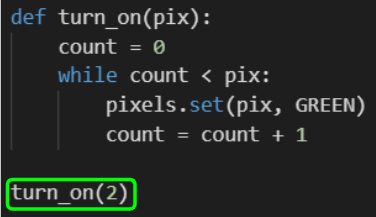 def turn_on(pix):
    count = 0
    while count < pix:
        pixels.set(pix, GREEN)
        count = count + 1
turn_on(2)